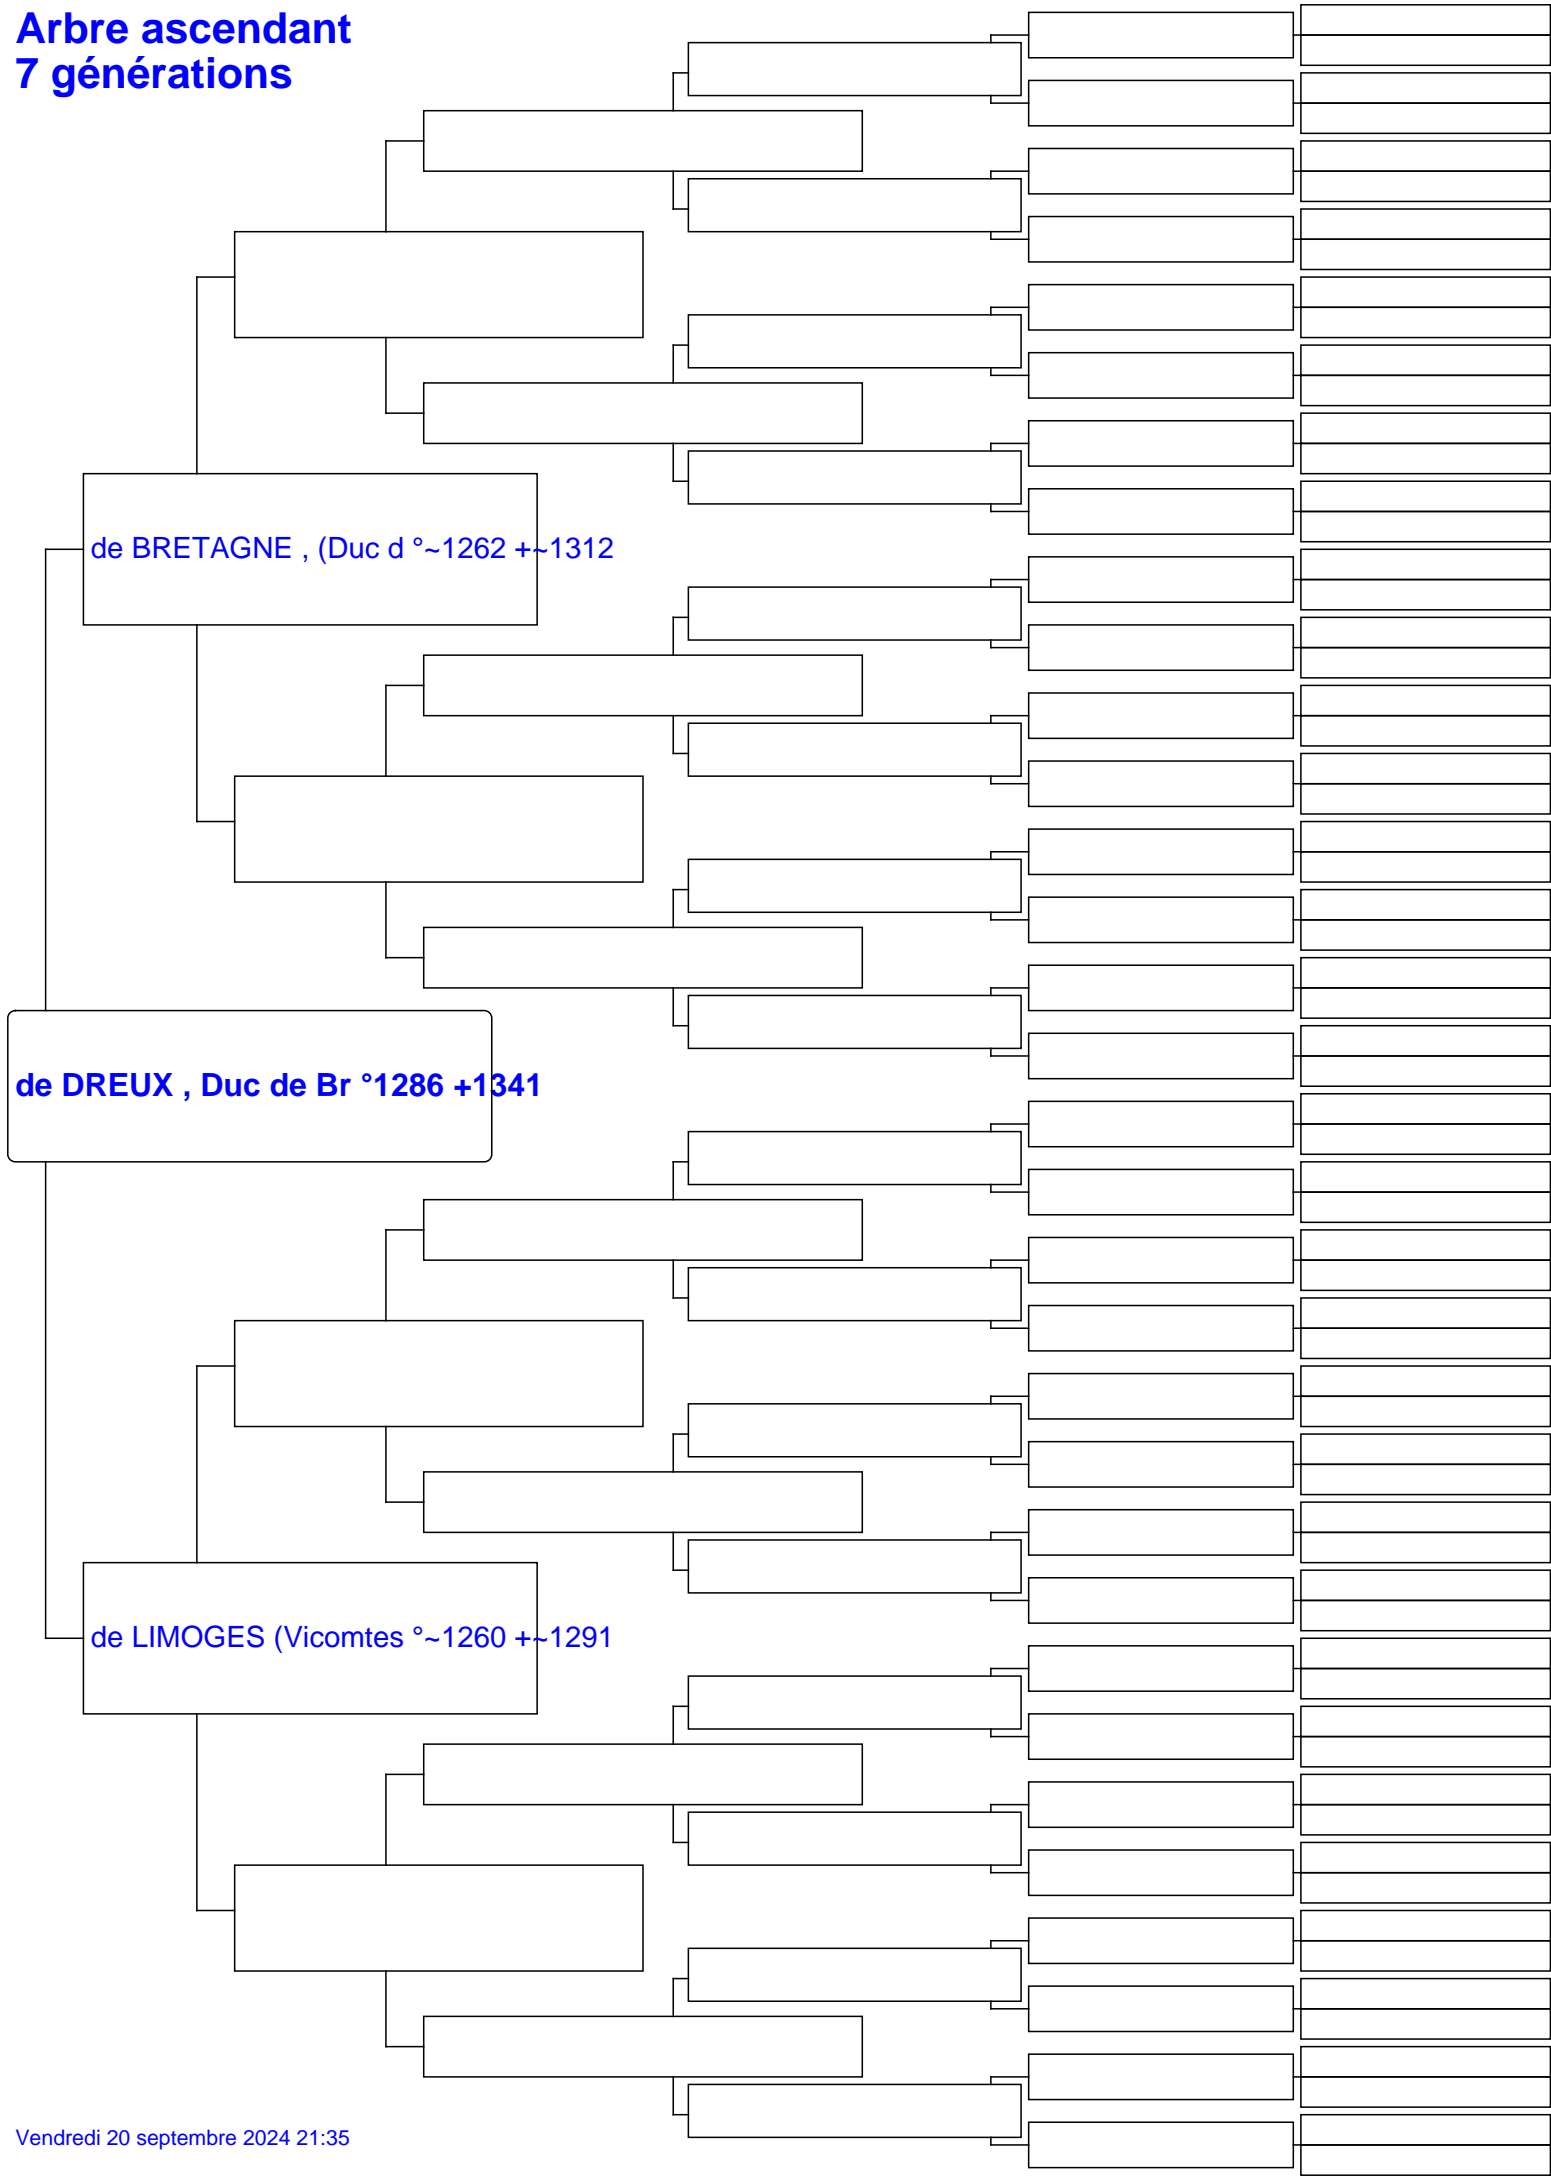 Arbre ascendant
7 générations
de BRETAGNE , (Duc d °~1262 +~1312
de DREUX , Duc de Br °1286 +1341
de LIMOGES (Vicomtes °~1260 +~1291
Vendredi 20 septembre 2024 21:35